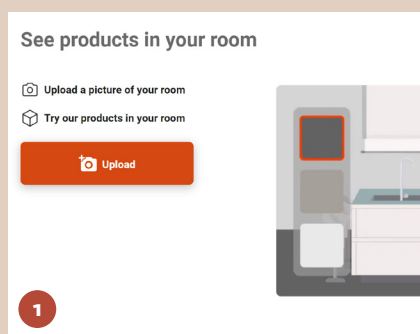 See products in your room
Upload a picture of your room
Try our products in your room
Upload
1